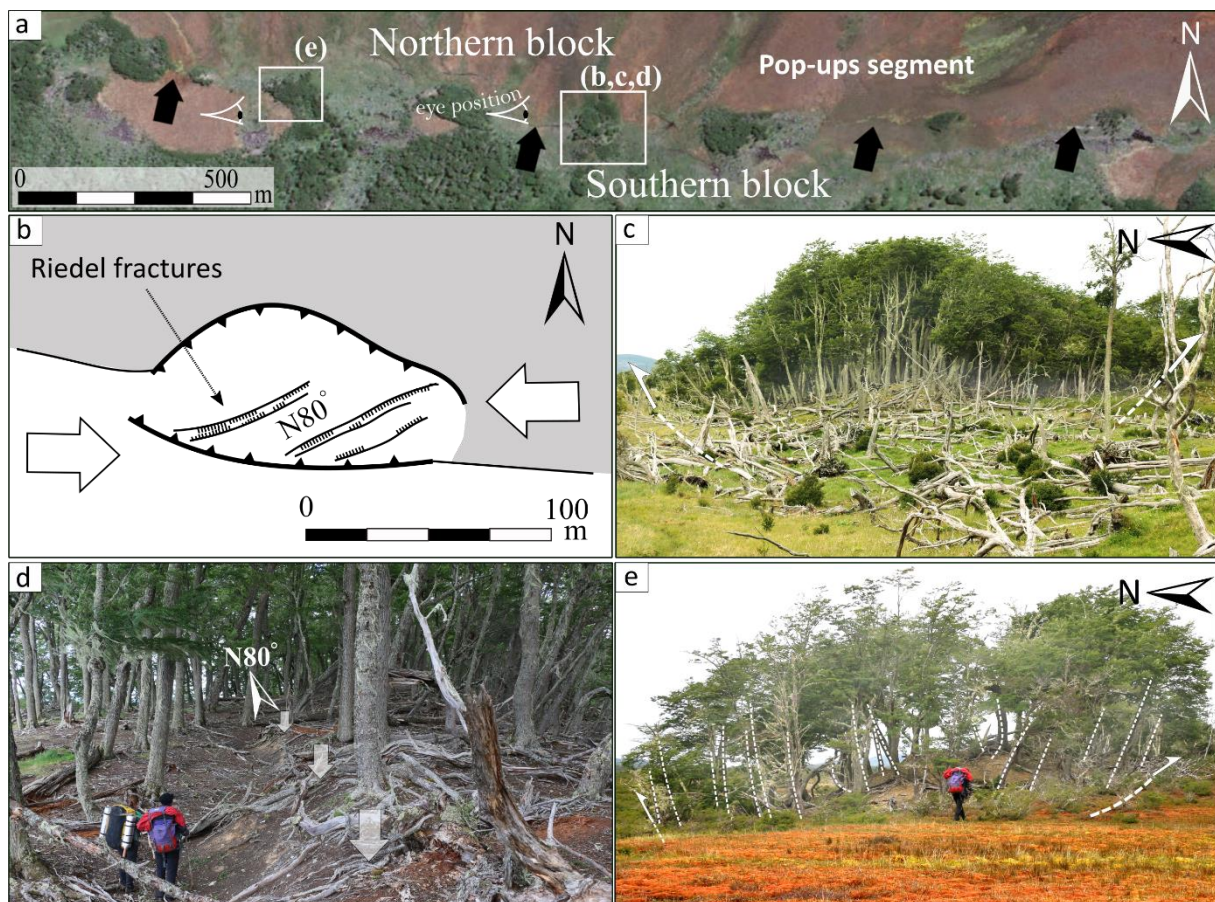 a
(e)
Northern block
(b,c,d)
Pop-ups segment
N
eye position
0 500
m
Southern block
b
Riedel fractures
N
N80°
0 100
m
c
N
d
N80°
e
N